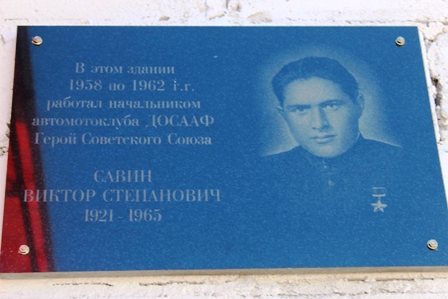 В этом здании
1958 по 1962 г.г.
работал начальником
автомотоклуба ДОСААФ
Герой Советского Союза
САВИН
ВИКТОР СТЕПАНОВИЧ
1921 - 1965